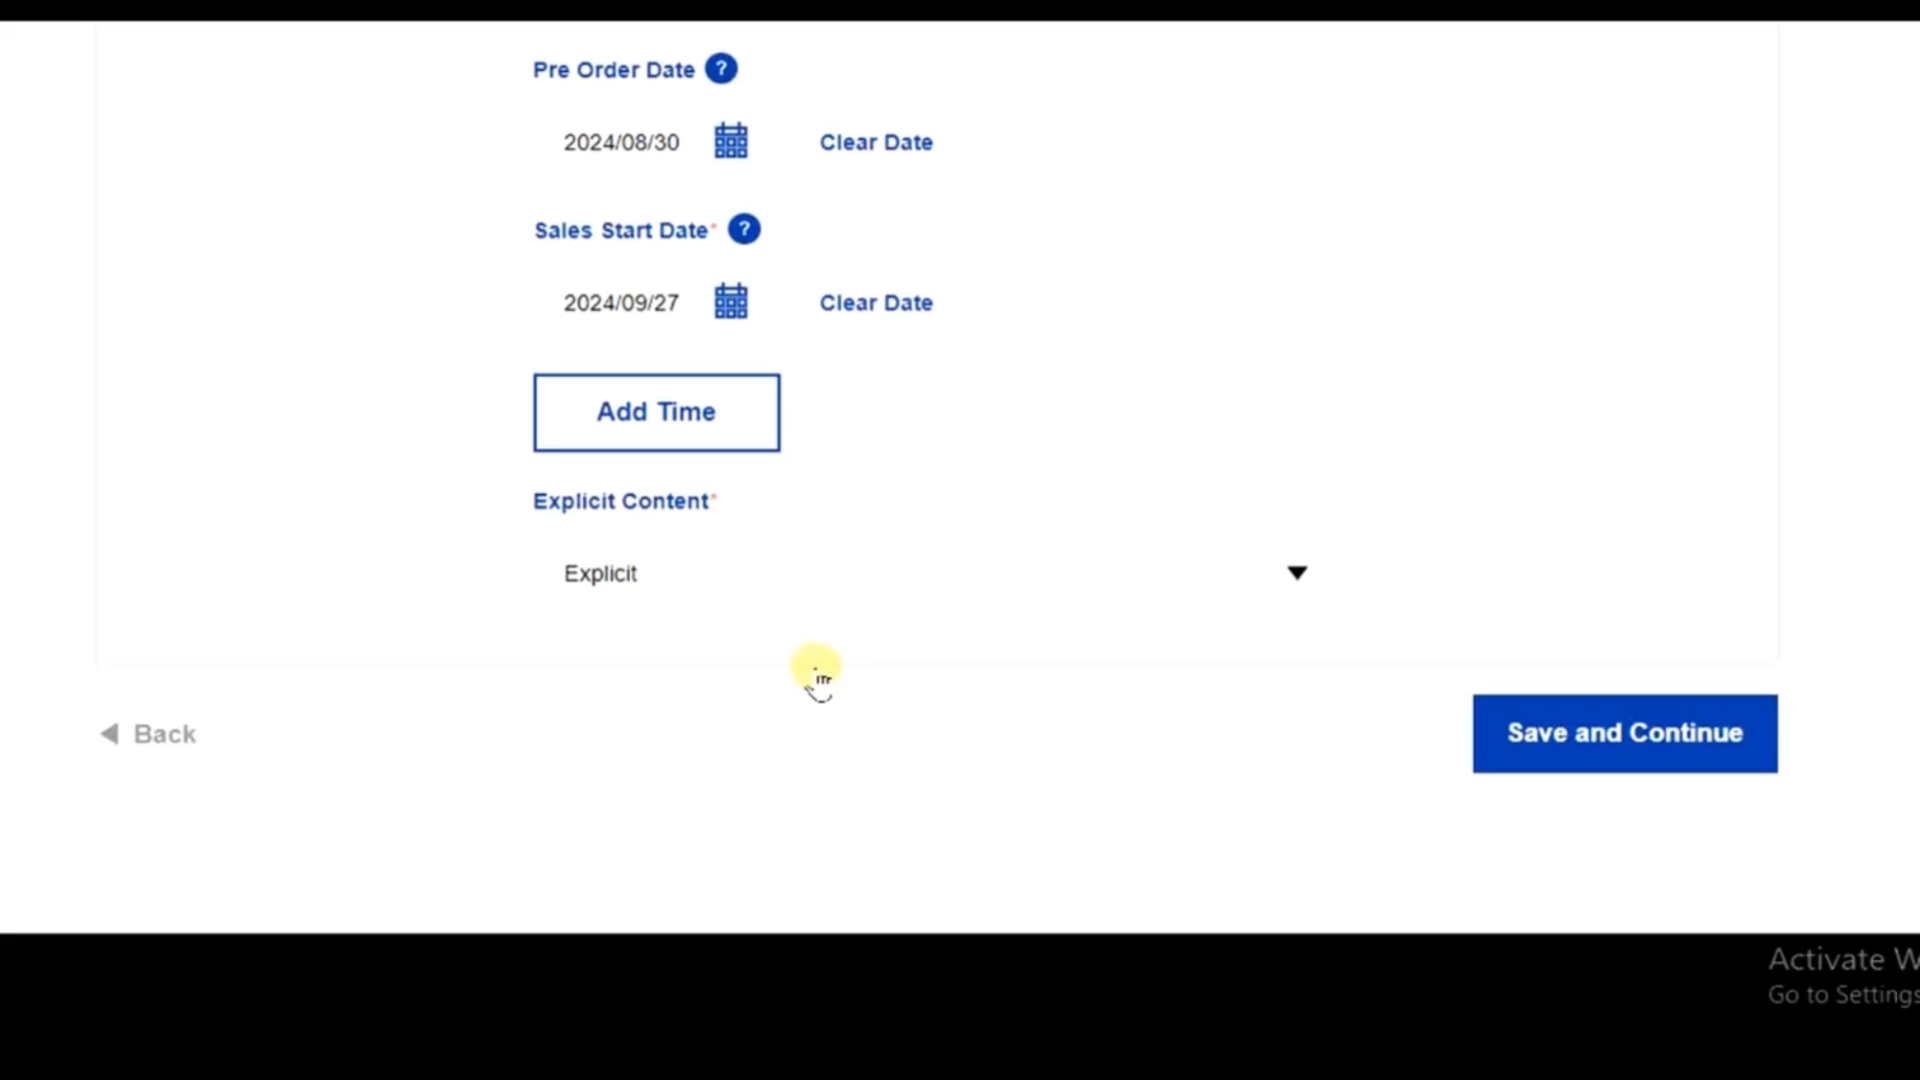 Pre Order Date ?
2024/08/30 Clear Date
Sales Start Date* ?
2024/09/27 Clear Date
Add Time
Explicit Content*
Explicit
Back
Save and Continue
Activate W
Go to Settings